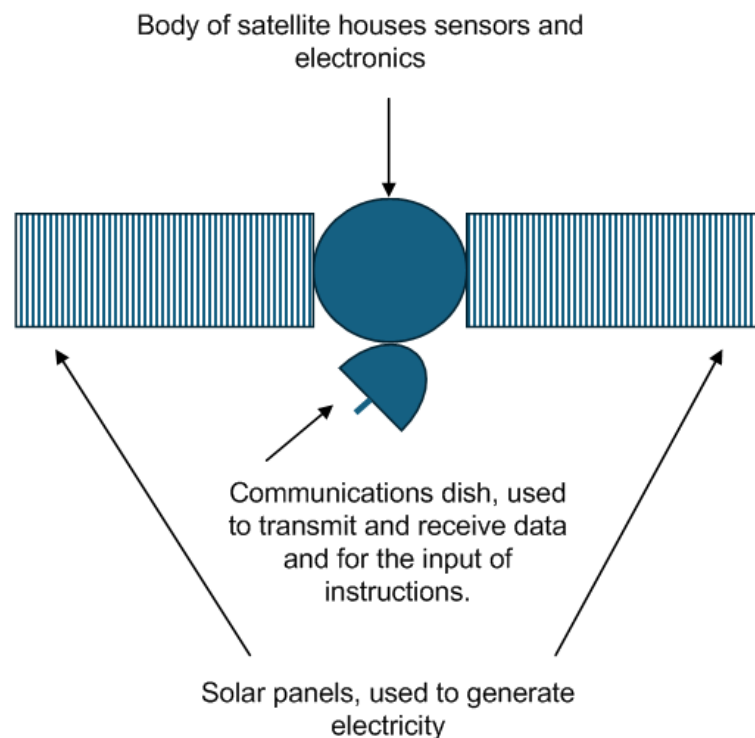 Body of satellite houses sensors and
electronics
Communications dish, used
to transmit and receive data
and for the input of
instructions.
Solar panels, used to generate
electricity